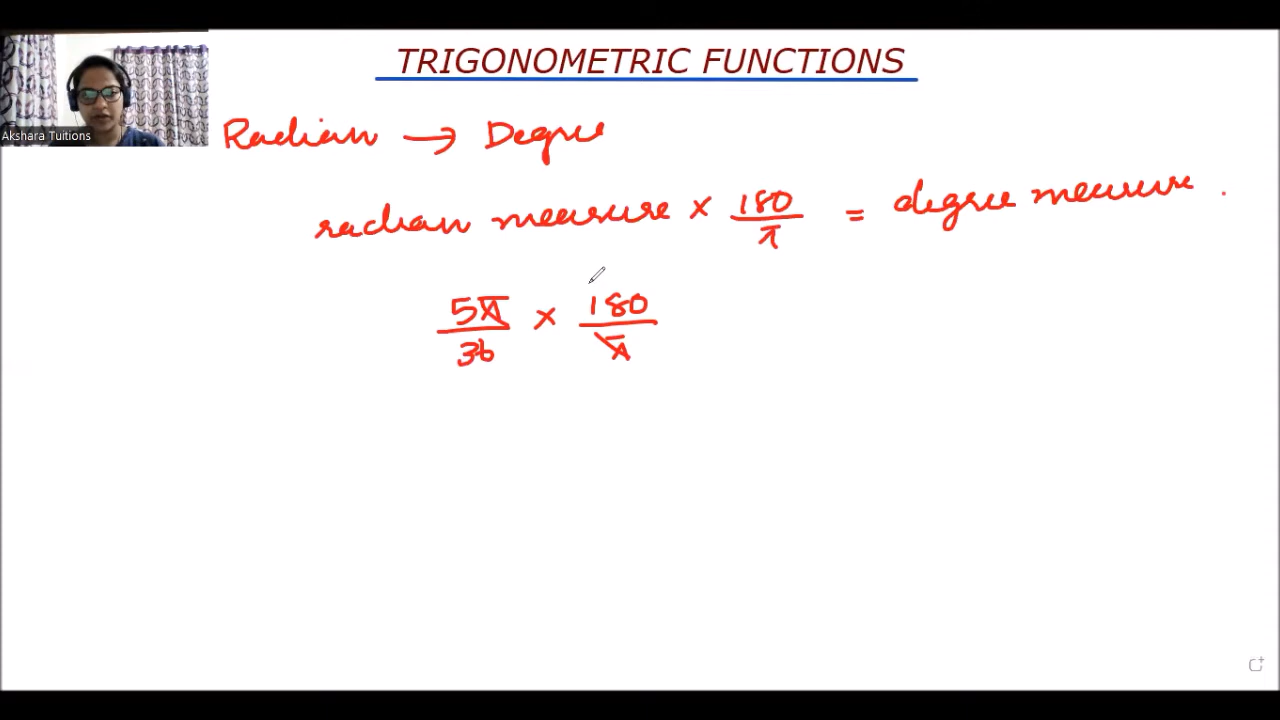 TRIGONOMETRIC FUNCTIONS
Akshara Tuitions
Radian → Degree
radian measure × 180/π = degree measure .
5π/36 × 180/π